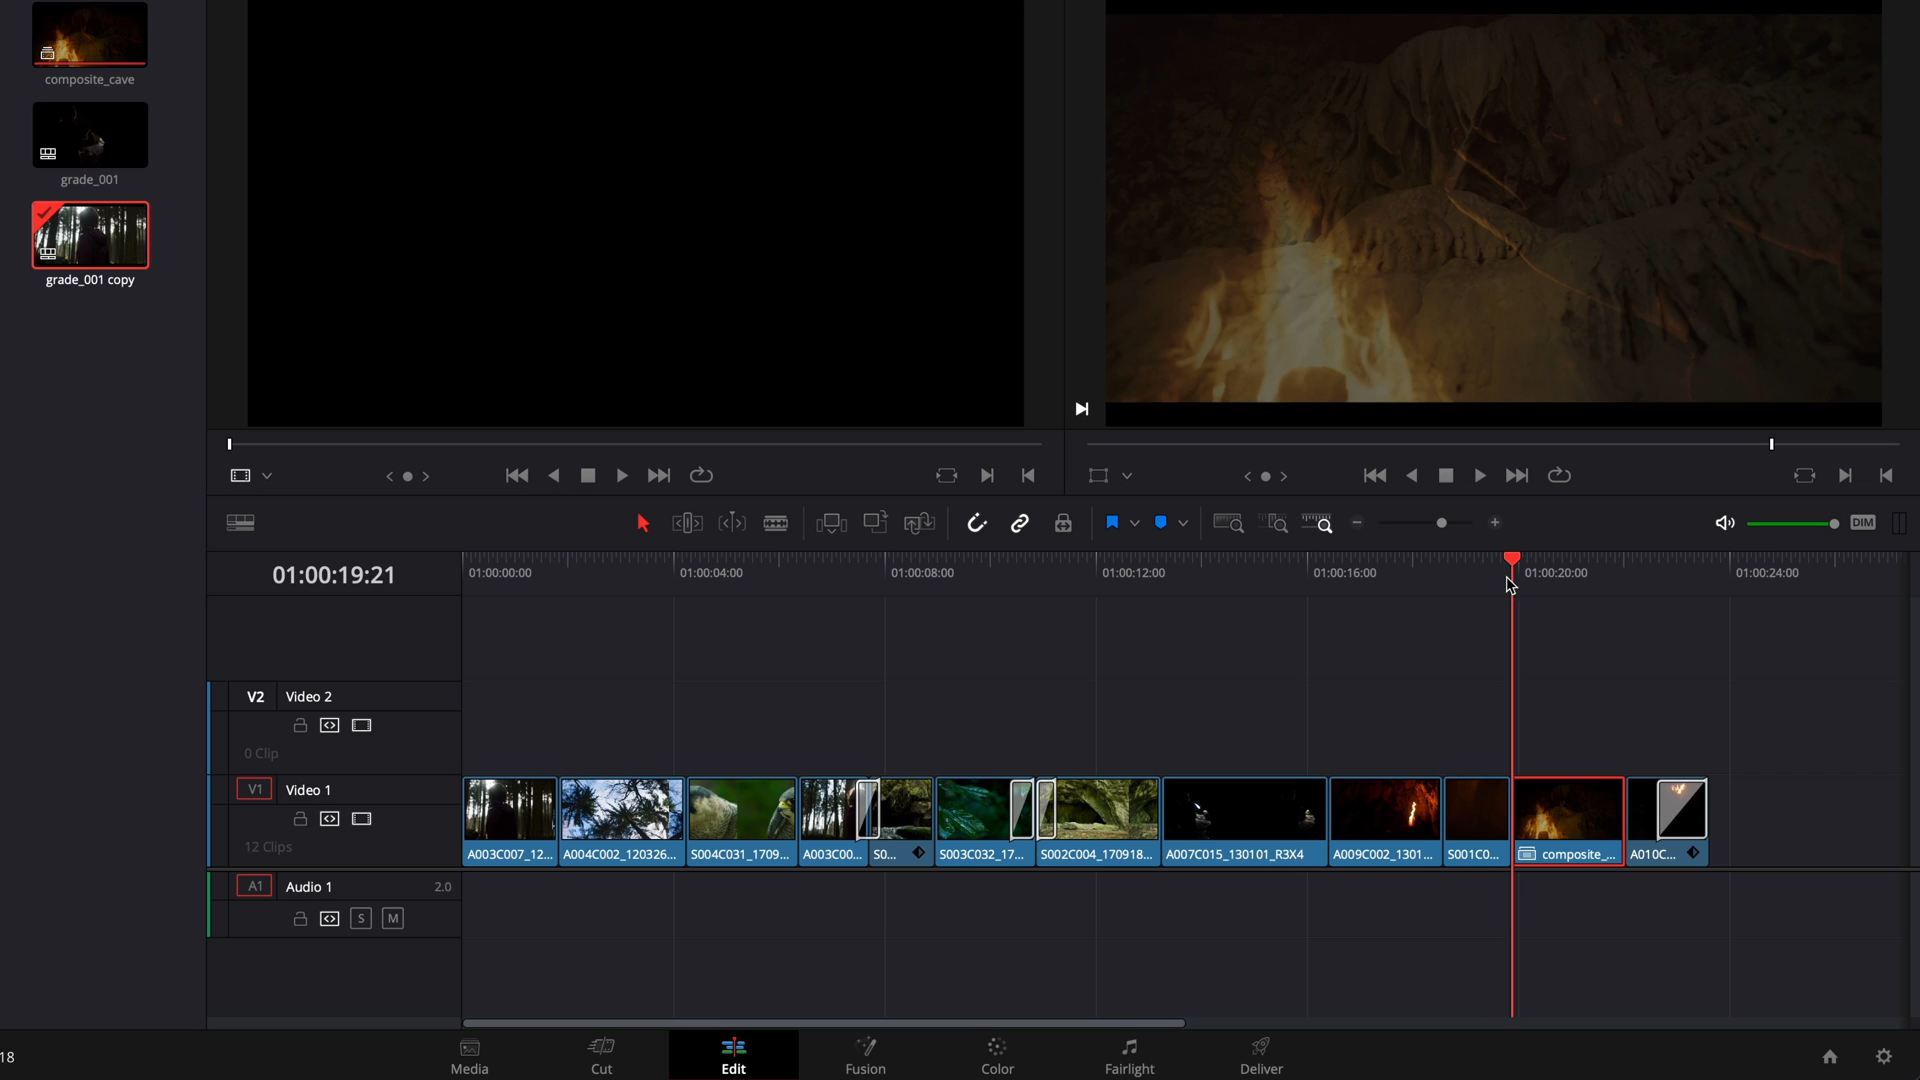 composite_cave
grade_001
grade_001 copy
DIM
01:00:19:21
01:00:00:00
01:00:04:00
01:00:08:00
01:00:12:00
01:00:16:00
01:00:20:00
01:00:24:00
V2 Video 2
0 Clip
V1 Video 1
12 Clips
A003C007_12...
A004C002_120326...
S004C031_1709...
A003C00...
S0...
S003C032_17...
S002C004_170918...
A007C015_130101_R3X4
A009C002_1301...
S001C0...
composite_...
A010C...
A1 Audio 1 2.0
S M
18
Media
Cut
Edit
Fusion
Color
Fairlight
Deliver